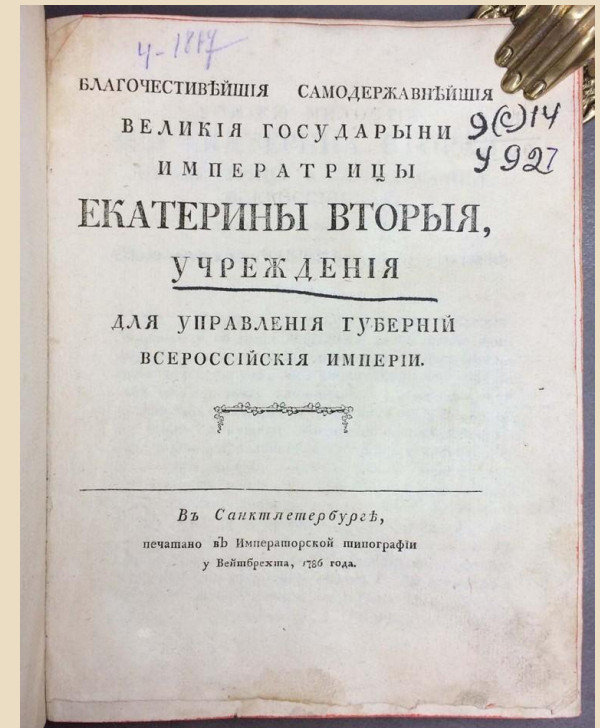 ч-1817
БЛАГОЧЕСТИВѢЙШІЯ САМОДЕРЖАВНѢЙШІЯ
ВЕЛИКІЯ ГОСУДАРЫНИ
9(с)14
У 927
ИМПЕРАТРИЦЫ
ЕКАТЕРИНЫ ВТОРЫЯ,
УЧРЕЖДЕНІЯ
ДЛЯ УПРАВЛЕНІЯ ГУБЕРНІЙ
ВСЕРОССІЙСКІЯ ИМПЕРІИ.
Въ Санктпетербургѣ,
печатано въ Императорской типографіи
у Вейтбрехта, 1786 года.